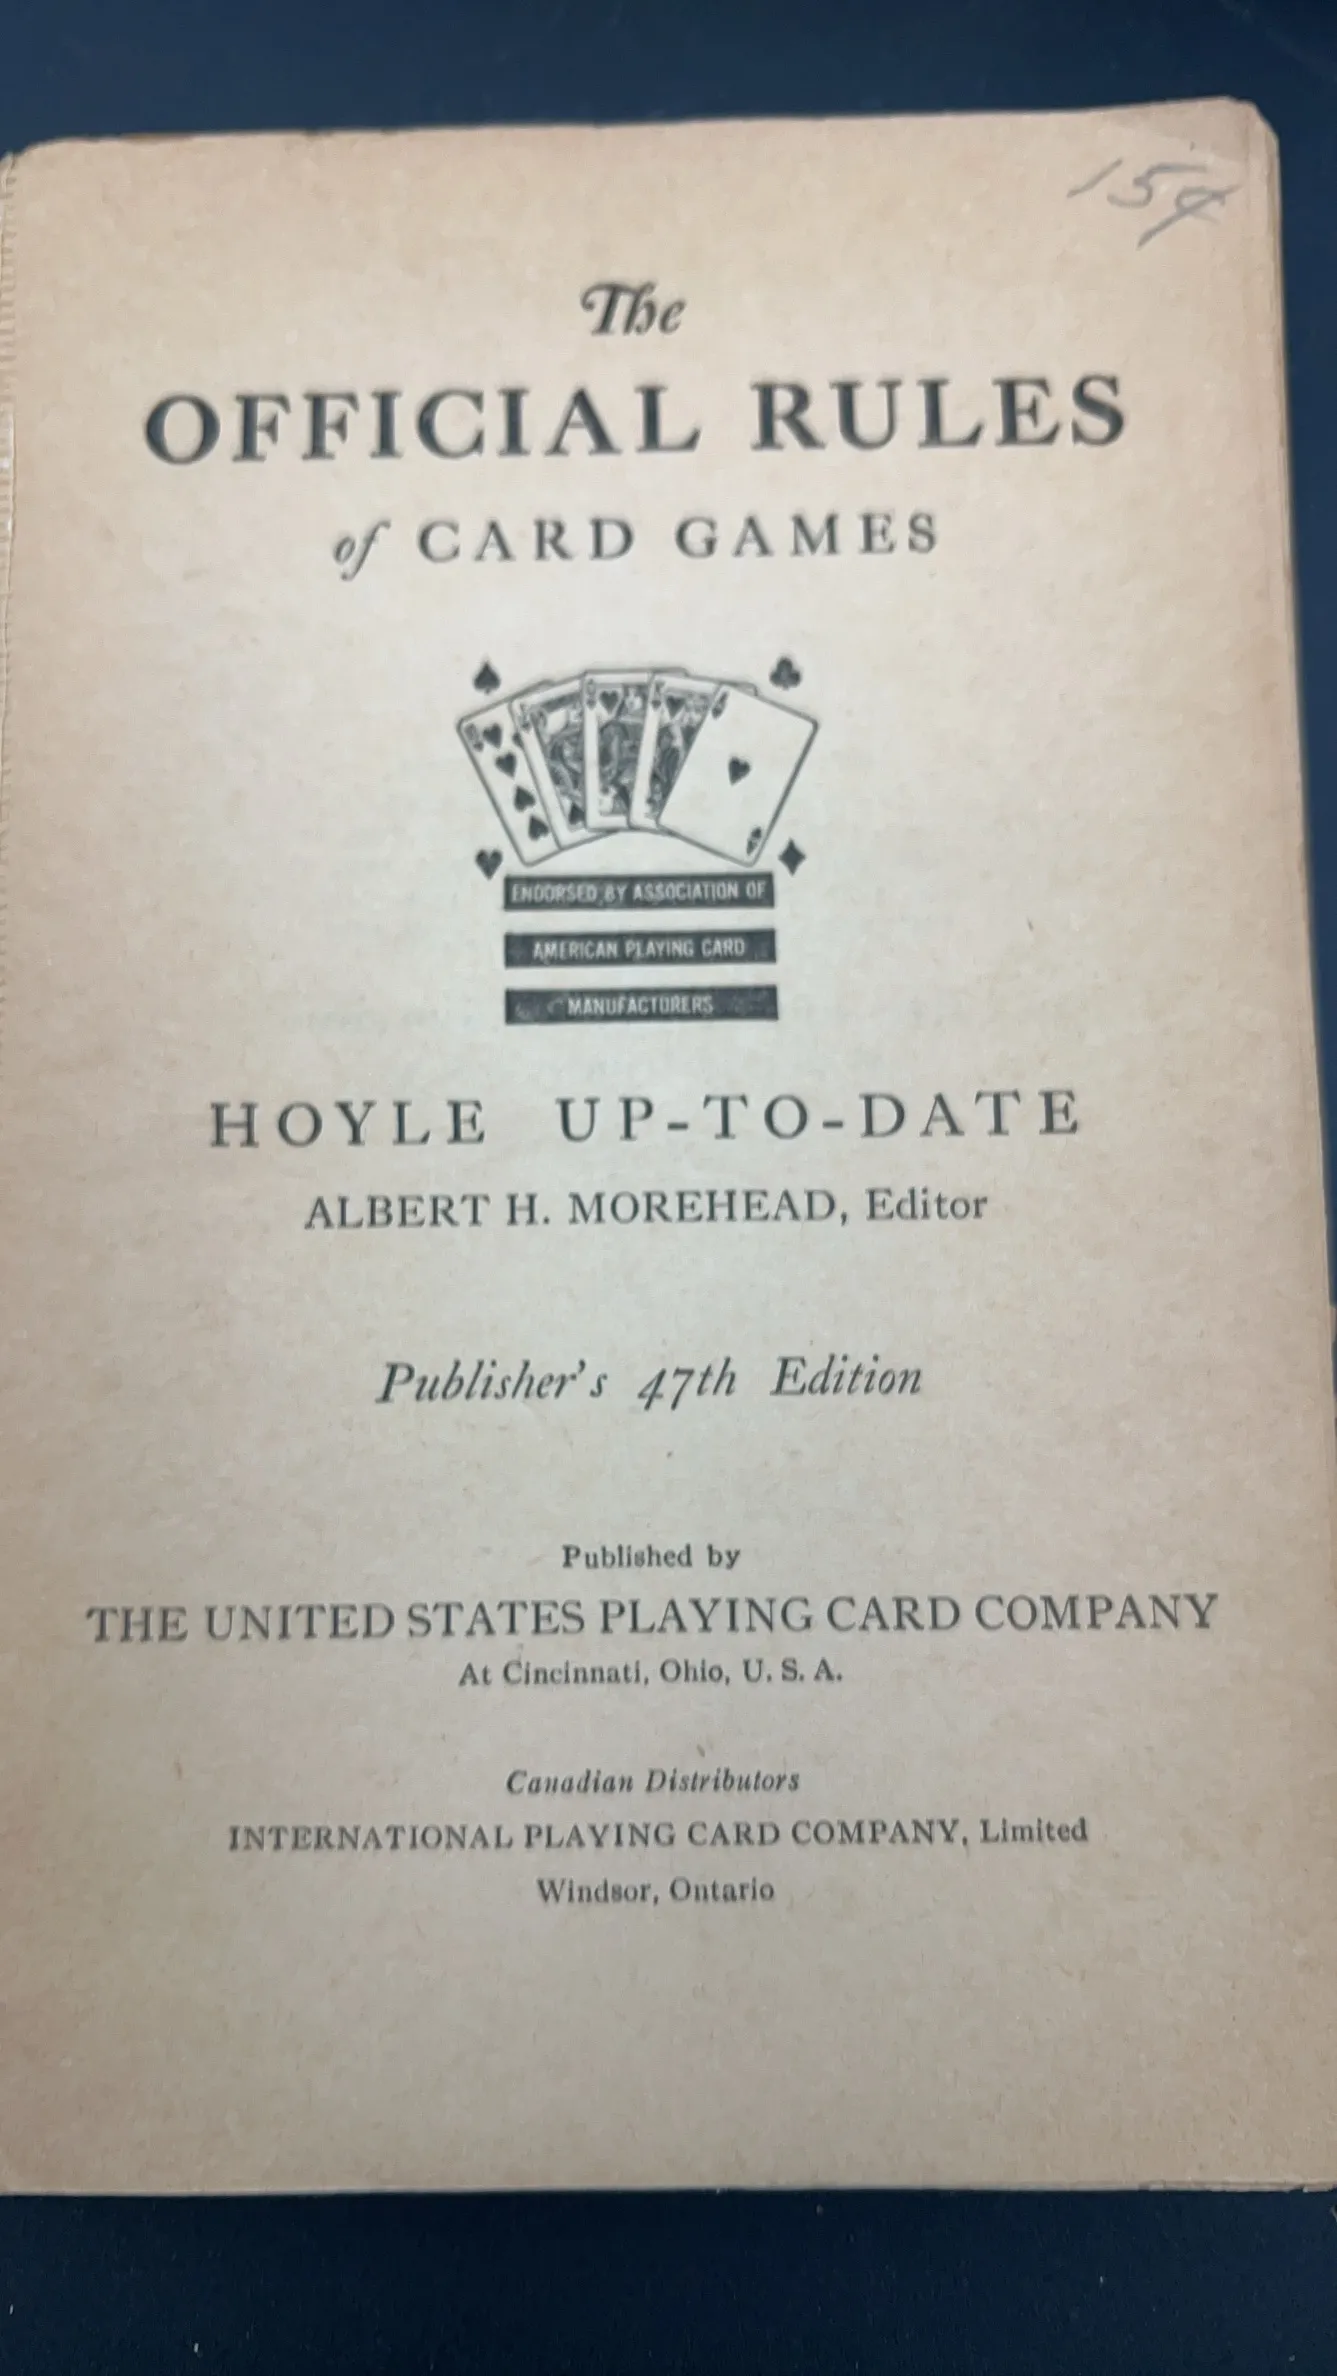 15¢
The
OFFICIAL RULES
of CARD GAMES
ENDORSED BY ASSOCIATION OF
AMERICAN PLAYING CARD
MANUFACTURERS
HOYLE UP-TO-DATE
ALBERT H. MOREHEAD, Editor
Publisher's 47th Edition
Published by
THE UNITED STATES PLAYING CARD COMPANY
At Cincinnati, Ohio, U. S. A.
Canadian Distributors
INTERNATIONAL PLAYING CARD COMPANY, Limited
Windsor, Ontario